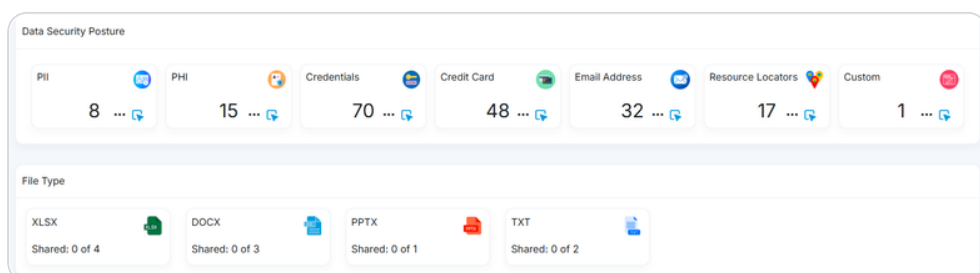 Data Security Posture
PII PHI Credentials Credit Card Email Address Resource Locators Custom
8 ... 15 ... 70 ... 48 ... 32 ... 17 ... 1 ...
File Type
XLSX DOCX PPTX TXT
Shared: 0 of 4 Shared: 0 of 3 Shared: 0 of 1 Shared: 0 of 2